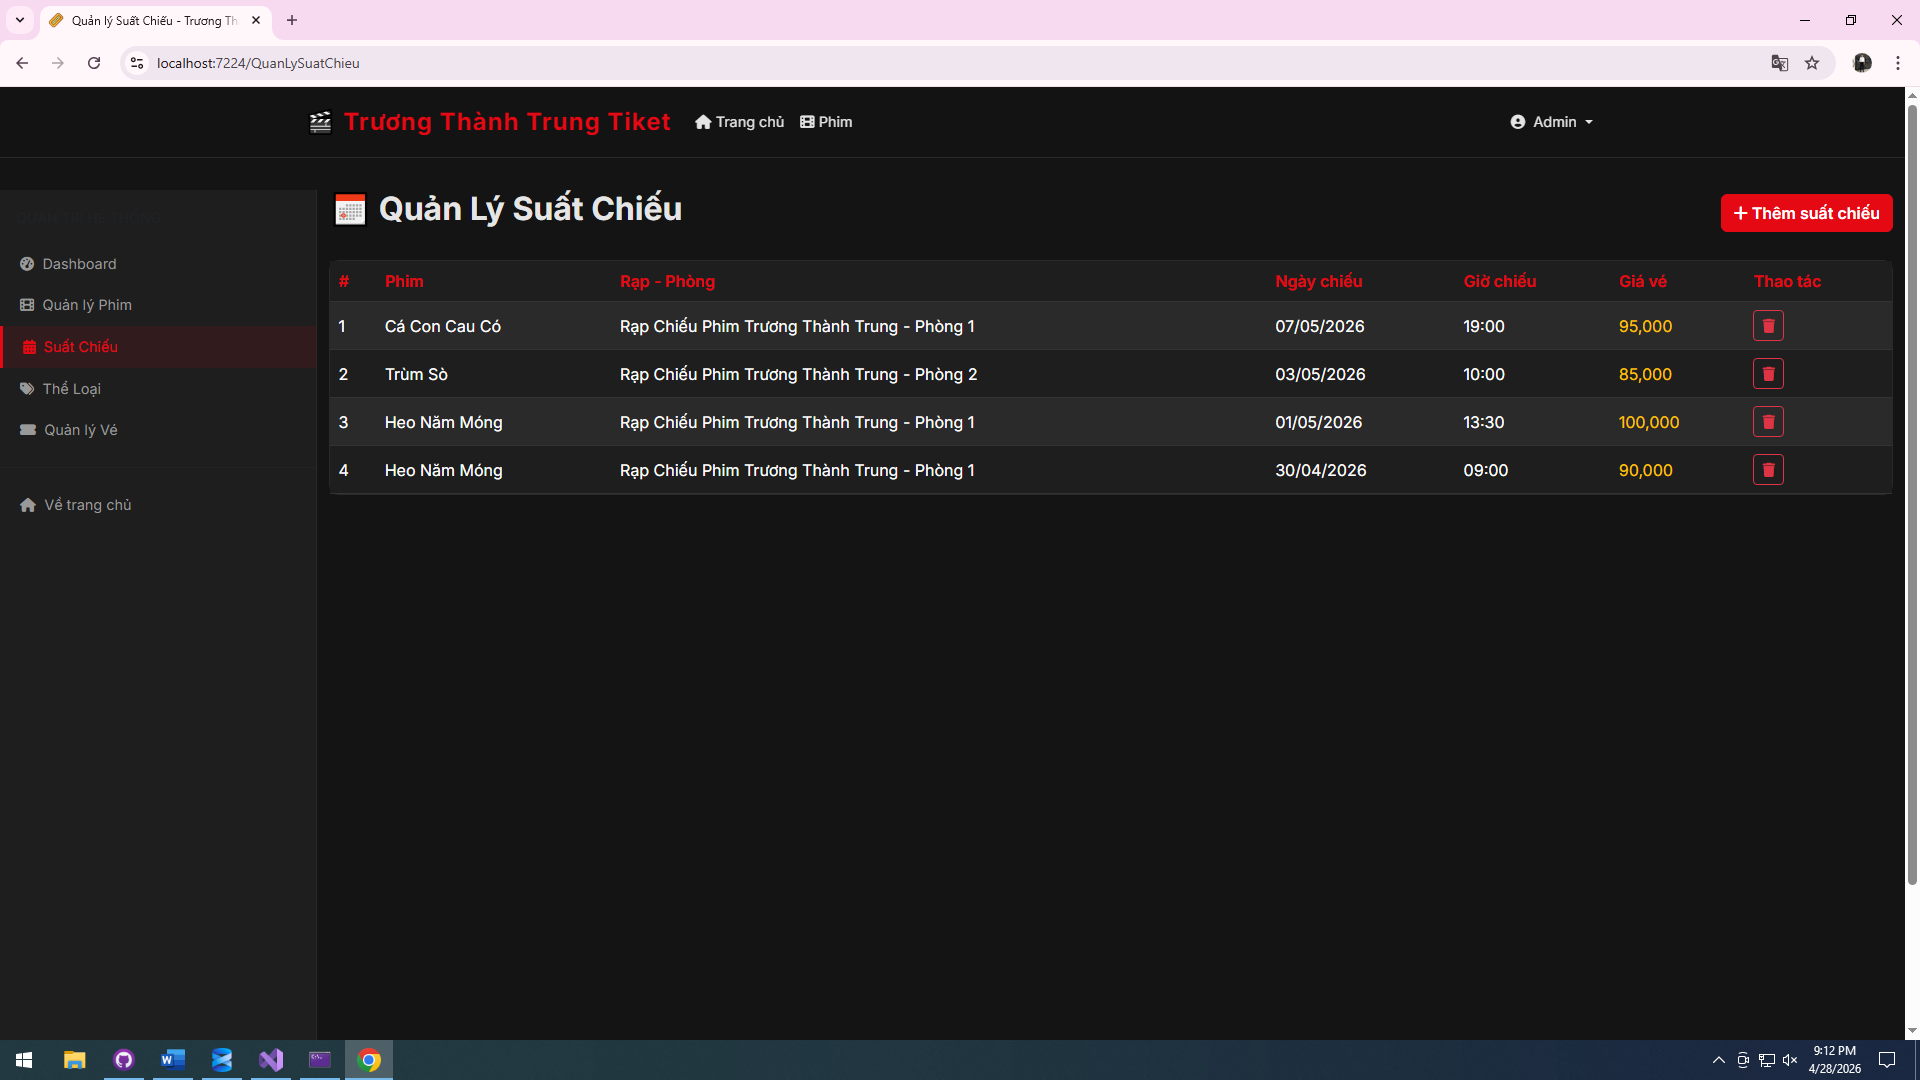 Quản lý Suất Chiếu - Trương Th
localhost:7224/QuanLySuatChieu
Trương Thành Trung Tiket
Trang chủ
Phim
Admin
Quản Lý Suất Chiếu
+ Thêm suất chiếu
Dashboard
Quản lý Phim
Suất Chiếu
Thể Loại
Quản lý Vé
Về trang chủ
# Phim Rạp - Phòng Ngày chiếu Giờ chiếu Giá vé Thao tác
1 Cá Con Cau Có Rạp Chiếu Phim Trương Thành Trung - Phòng 1 07/05/2026 19:00 95,000
2 Trùm Sò Rạp Chiếu Phim Trương Thành Trung - Phòng 2 03/05/2026 10:00 85,000
3 Heo Năm Móng Rạp Chiếu Phim Trương Thành Trung - Phòng 1 01/05/2026 13:30 100,000
4 Heo Năm Móng Rạp Chiếu Phim Trương Thành Trung - Phòng 1 30/04/2026 09:00 90,000
9:12 PM
4/28/2026